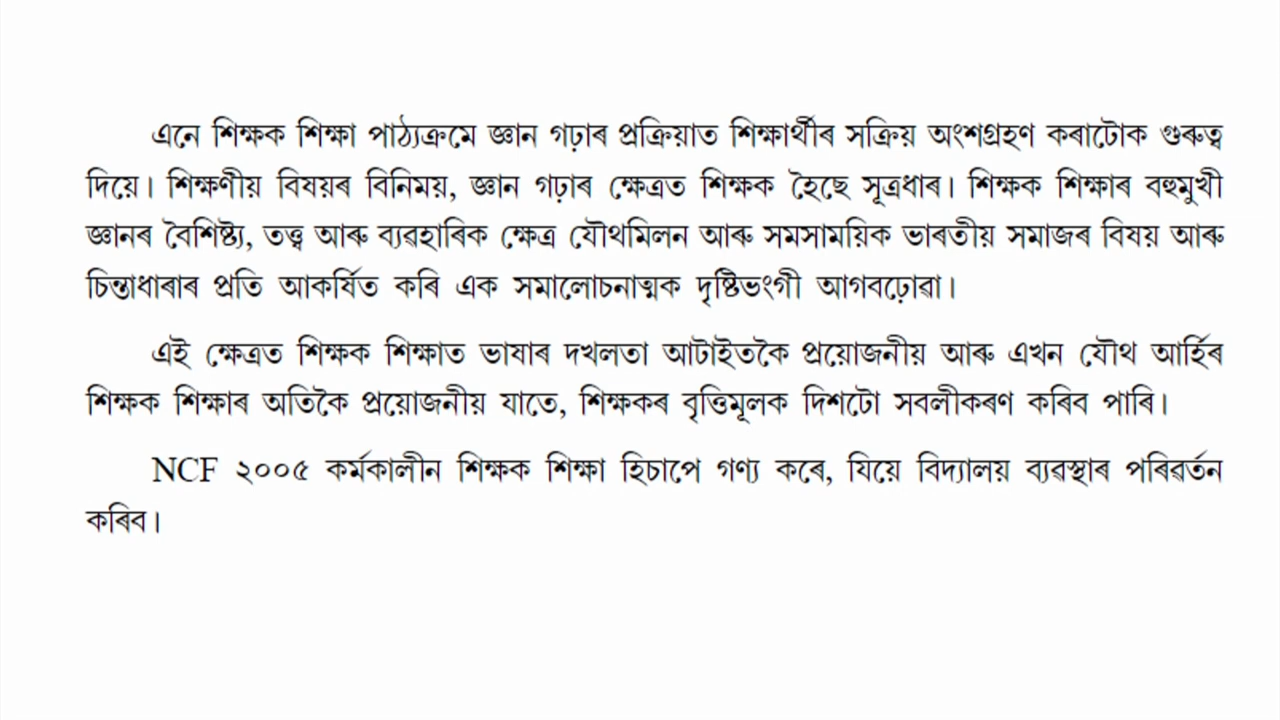 এনে শিক্ষক শিক্ষা পাঠ্যক্ৰমে জ্ঞান গঢ়াৰ প্ৰক্ৰিয়াত শিক্ষাৰ্থীৰ সক্ৰিয় অংশগ্ৰহণ কৰাটোক গুৰুত্ব
দিয়ে। শিক্ষণীয় বিষয়ৰ বিনিময়, জ্ঞান গঢ়াৰ ক্ষেত্ৰত শিক্ষক হৈছে সূত্ৰধাৰ। শিক্ষক শিক্ষাৰ বহুমুখী
জ্ঞানৰ বৈশিষ্ট্য, তত্ত্ব আৰু ব্যৱহাৰিক ক্ষেত্ৰ যৌথমিলন আৰু সমসাময়িক ভাৰতীয় সমাজৰ বিষয় আৰু
চিন্তাধাৰাৰ প্ৰতি আকৰ্ষিত কৰি এক সমালোচনাত্মক দৃষ্টিভংগী আগবঢ়োৱা।
এই ক্ষেত্ৰত শিক্ষক শিক্ষাত ভাষাৰ দখলতা আটাইতকৈ প্ৰয়োজনীয় আৰু এখন যৌথ আৰ্হিৰ
শিক্ষক শিক্ষাৰ অতিকৈ প্ৰয়োজনীয় যাতে, শিক্ষকৰ বৃত্তিমূলক দিশটো সবলীকৰণ কৰিব পাৰি।
NCF ২০০৫ কৰ্মকালীন শিক্ষক শিক্ষা হিচাপে গণ্য কৰে, যিয়ে বিদ্যালয় ব্যৱস্থাৰ পৰিৱৰ্তন
কৰিব।